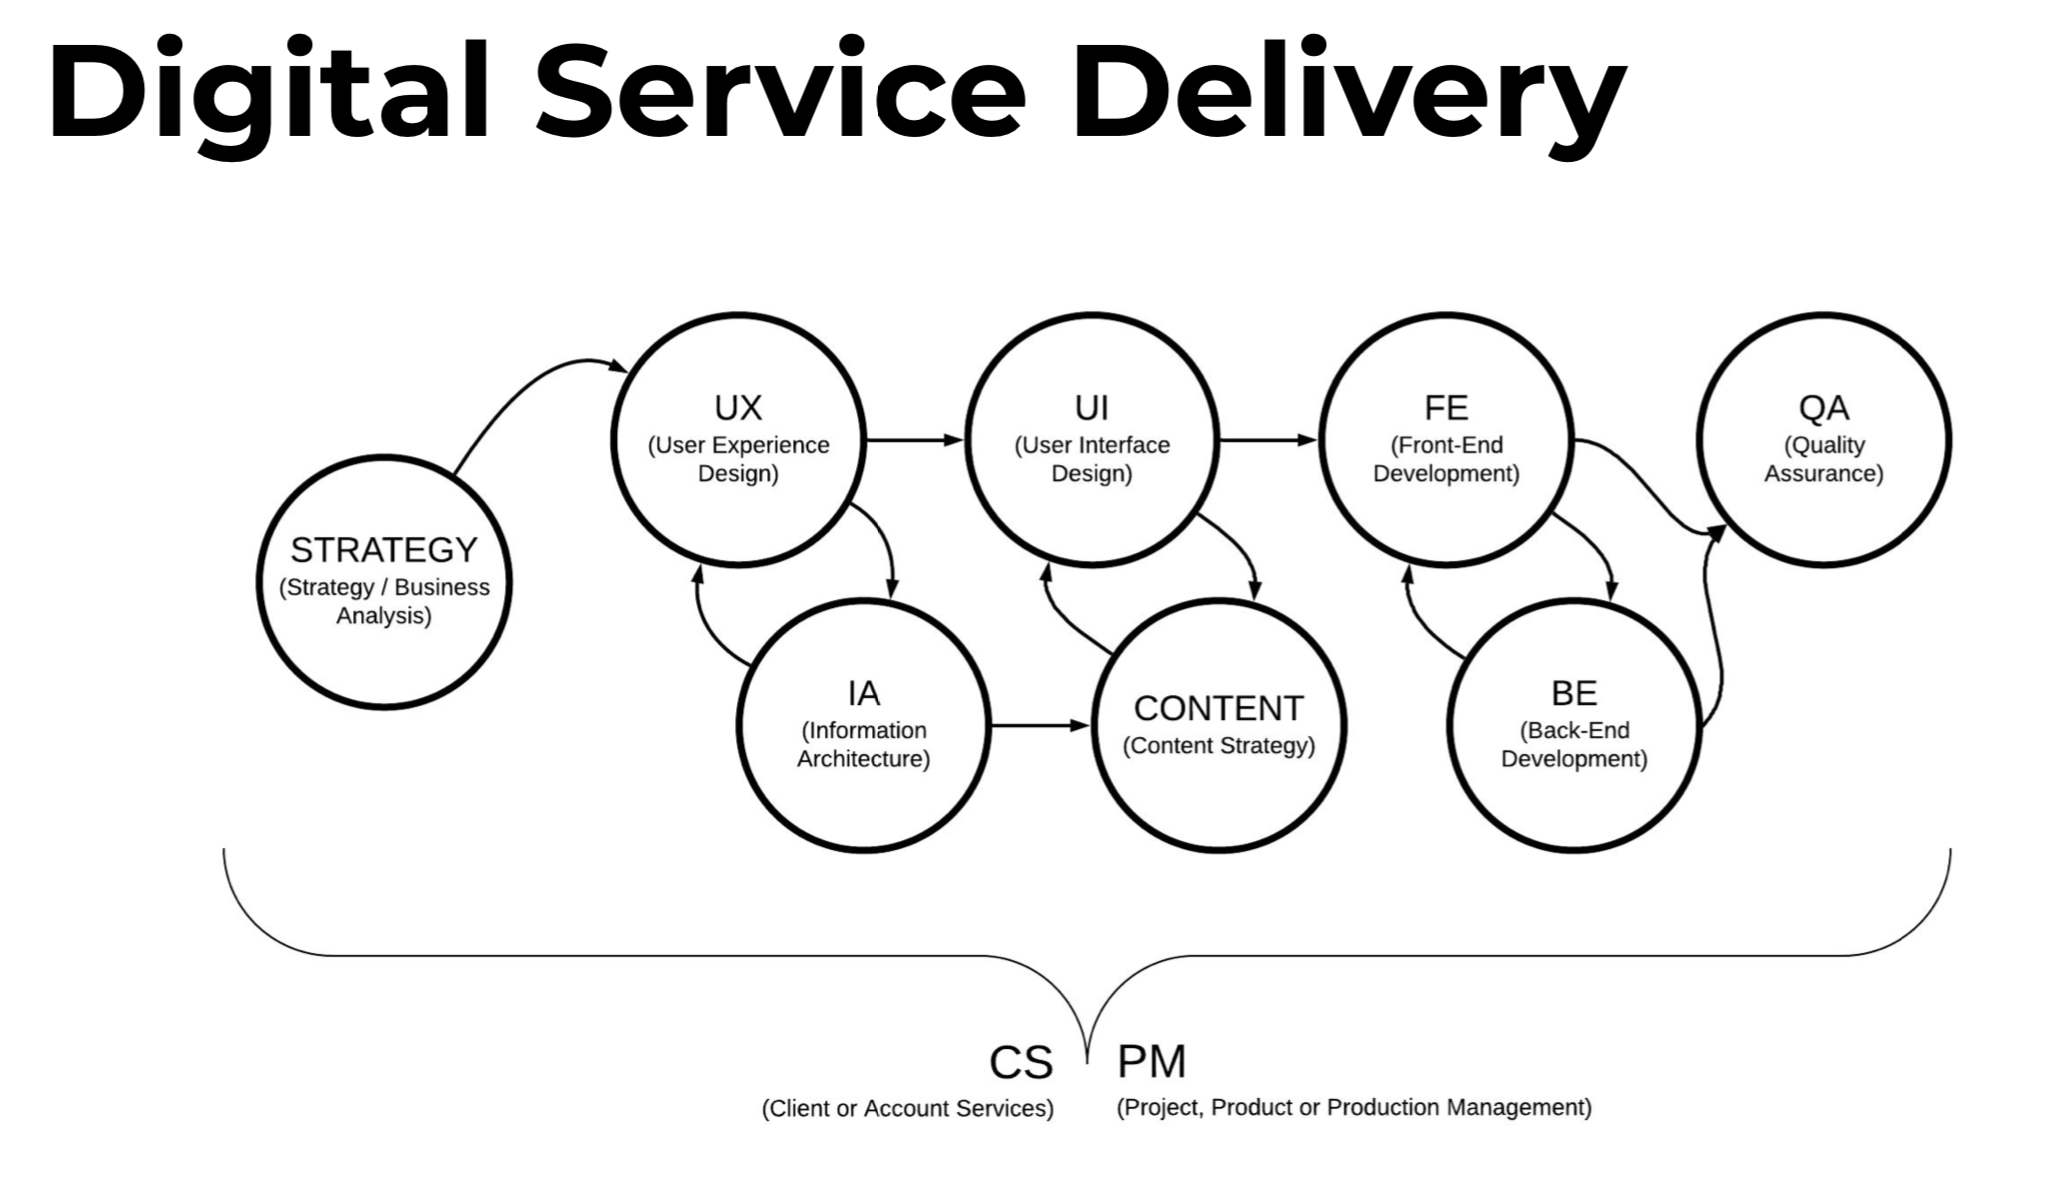 Digital Service Delivery
STRATEGY
(Strategy / Business
Analysis)
UX
(User Experience
Design)
IA
(Information
Architecture)
UI
(User Interface
Design)
CONTENT
(Content Strategy)
FE
(Front-End
Development)
BE
(Back-End
Development)
QA
(Quality
Assurance)
CS
(Client or Account Services)
PM
(Project, Product or Production Management)